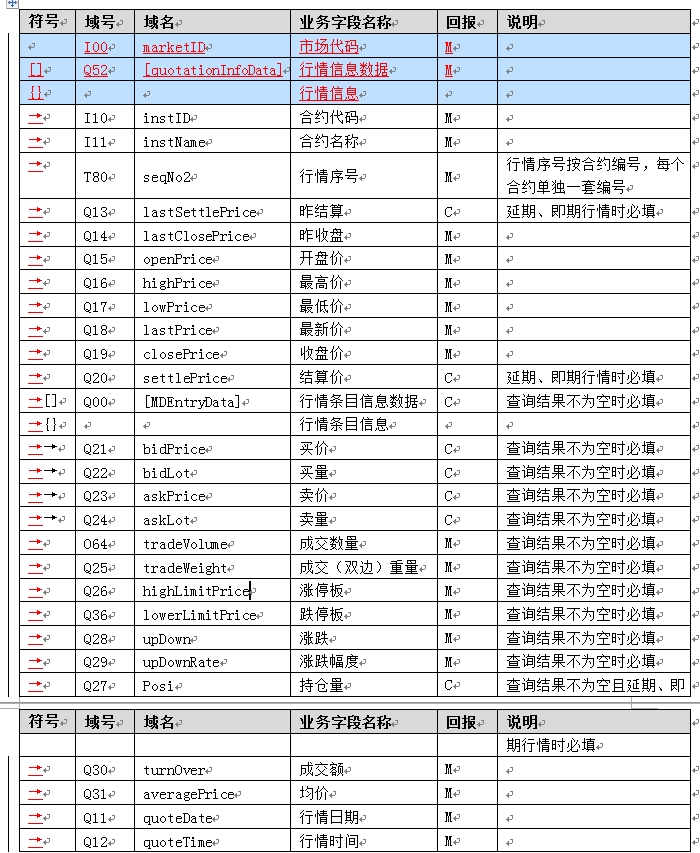 符号 域号 域名 业务字段名称 回报 说明
I00 marketID 市场代码 M
[] Q52 [quotationInfoData] 行情信息数据 M
{} 行情信息
→ I10 instID 合约代码 M
→ I11 instName 合约名称 M
→ T80 seqNo2 行情序号 M 行情序号按合约编号，每个
合约单独一套编号
→ Q13 lastSettlePrice 昨结算 C 延期、即期行情时必填
→ Q14 lastClosePrice 昨收盘 M
→ Q15 openPrice 开盘价 M
→ Q16 highPrice 最高价 M
→ Q17 lowPrice 最低价 M
→ Q18 lastPrice 最新价 M
→ Q19 closePrice 收盘价 M
→ Q20 settlePrice 结算价 C 延期、即期行情时必填
→[] Q00 [MDEntryData] 行情条目信息数据 C 查询结果不为空时必填
→{} 行情条目信息
→→ Q21 bidPrice 买价 C 查询结果不为空时必填
→→ Q22 bidLot 买量 C 查询结果不为空时必填
→→ Q23 askPrice 卖价 C 查询结果不为空时必填
→→ Q24 askLot 卖量 C 查询结果不为空时必填
→ O64 tradeVolume 成交数量 M 查询结果不为空时必填
→ Q25 tradeWeight 成交（双边）重量 M 查询结果不为空时必填
→ Q26 highLimitPrice 涨停板 M 查询结果不为空时必填
→ Q36 lowerLimitPrice 跌停板 M 查询结果不为空时必填
→ Q28 upDown 涨跌 M 查询结果不为空时必填
→ Q29 upDownRate 涨跌幅度 M 查询结果不为空时必填
→ Q27 Posi 持仓量 C 查询结果不为空且延期、即
符号 域号 域名 业务字段名称 回报 说明
期行情时必填
→ Q30 turnOver 成交额 M
→ Q31 averagePrice 均价 M
→ Q11 quoteDate 行情日期 M
→ Q12 quoteTime 行情时间 M